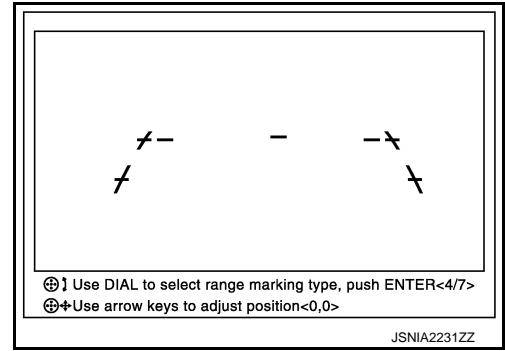 Use DIAL to select range marking type, push ENTER<4/7>
Use arrow keys to adjust position<0,0>
JSNIA2231ZZ